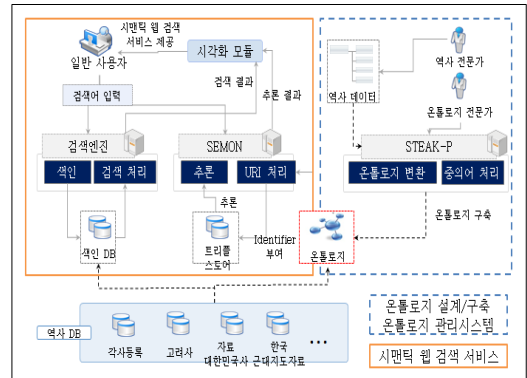 시맨틱 웹 검색
서비스 제공
일반 사용자
시각화 모듈
검색어 입력
검색 결과
추론 결과
검색엔진
색인
검색 처리
SEMON
추론
URI 처리
추론
색인 DB
트리플
스토어
Identifier
부여
역사 전문가
역사 데이터
온톨로지 전문가
STEAK-P
온톨로지 변환
중의어 처리
온톨로지 구축
온톨로지
역사 DB
각사등록
고려사
자료
대한민국사
한국
근대지도자료
...
온톨로지 설계/구축
온톨로지 관리시스템
시맨틱 웹 검색 서비스